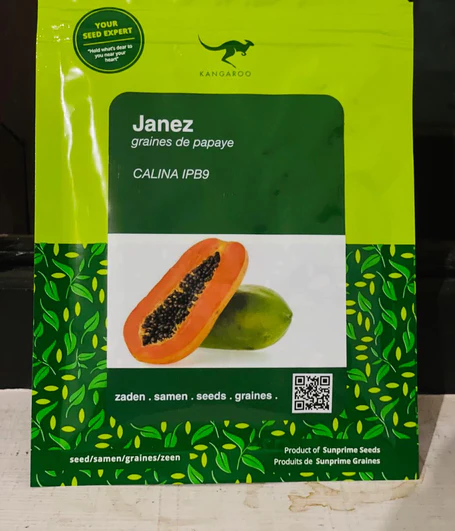 YOUR
SEED EXPERT
"Hold what's dear to
you near your
heart"
KANGAROO
Janez
graines de papaye
CALINA IPB9
zaden . samen . seeds . graines .
seed/samen/graines/zeen
Product of Sunprime Seeds
Produits de Sunprime Graines